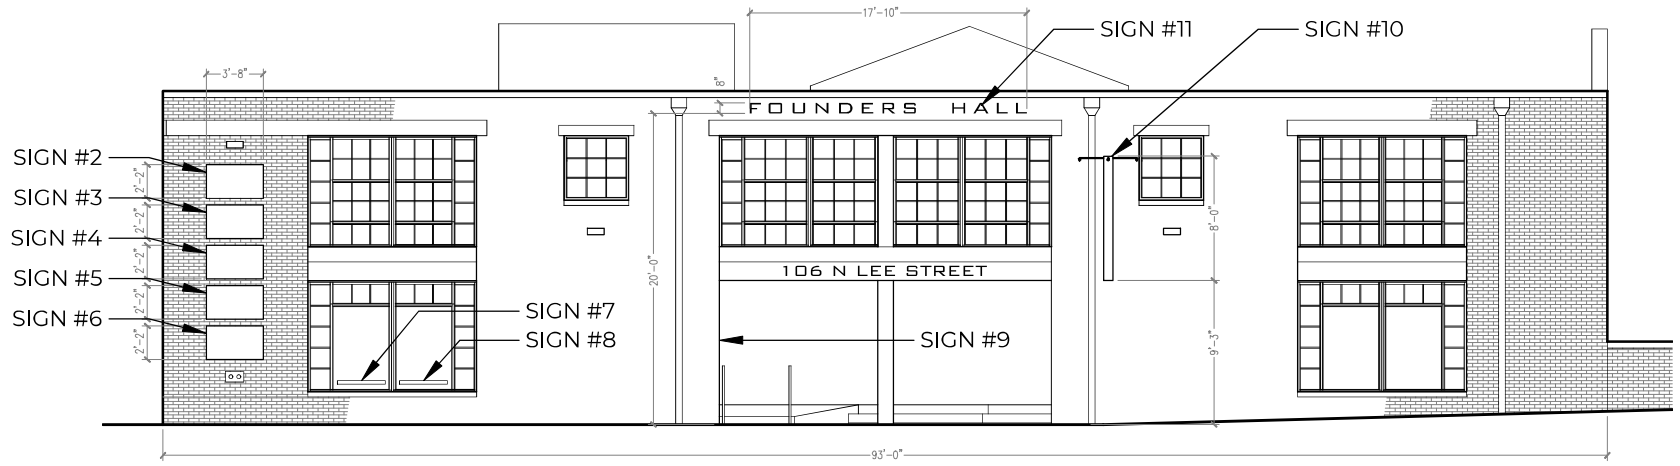 17'-10"
SIGN #11
SIGN #10
3'-8"
8"
FOUNDERS HALL
SIGN #2
2'-2"
SIGN #3
2'-2"
SIGN #4
2'-2"
SIGN #5
2'-2"
SIGN #6
2'-2"
20'-0"
8'-0"
106 N LEE STREET
SIGN #7
SIGN #8
SIGN #9
9'-3"
93'-0"